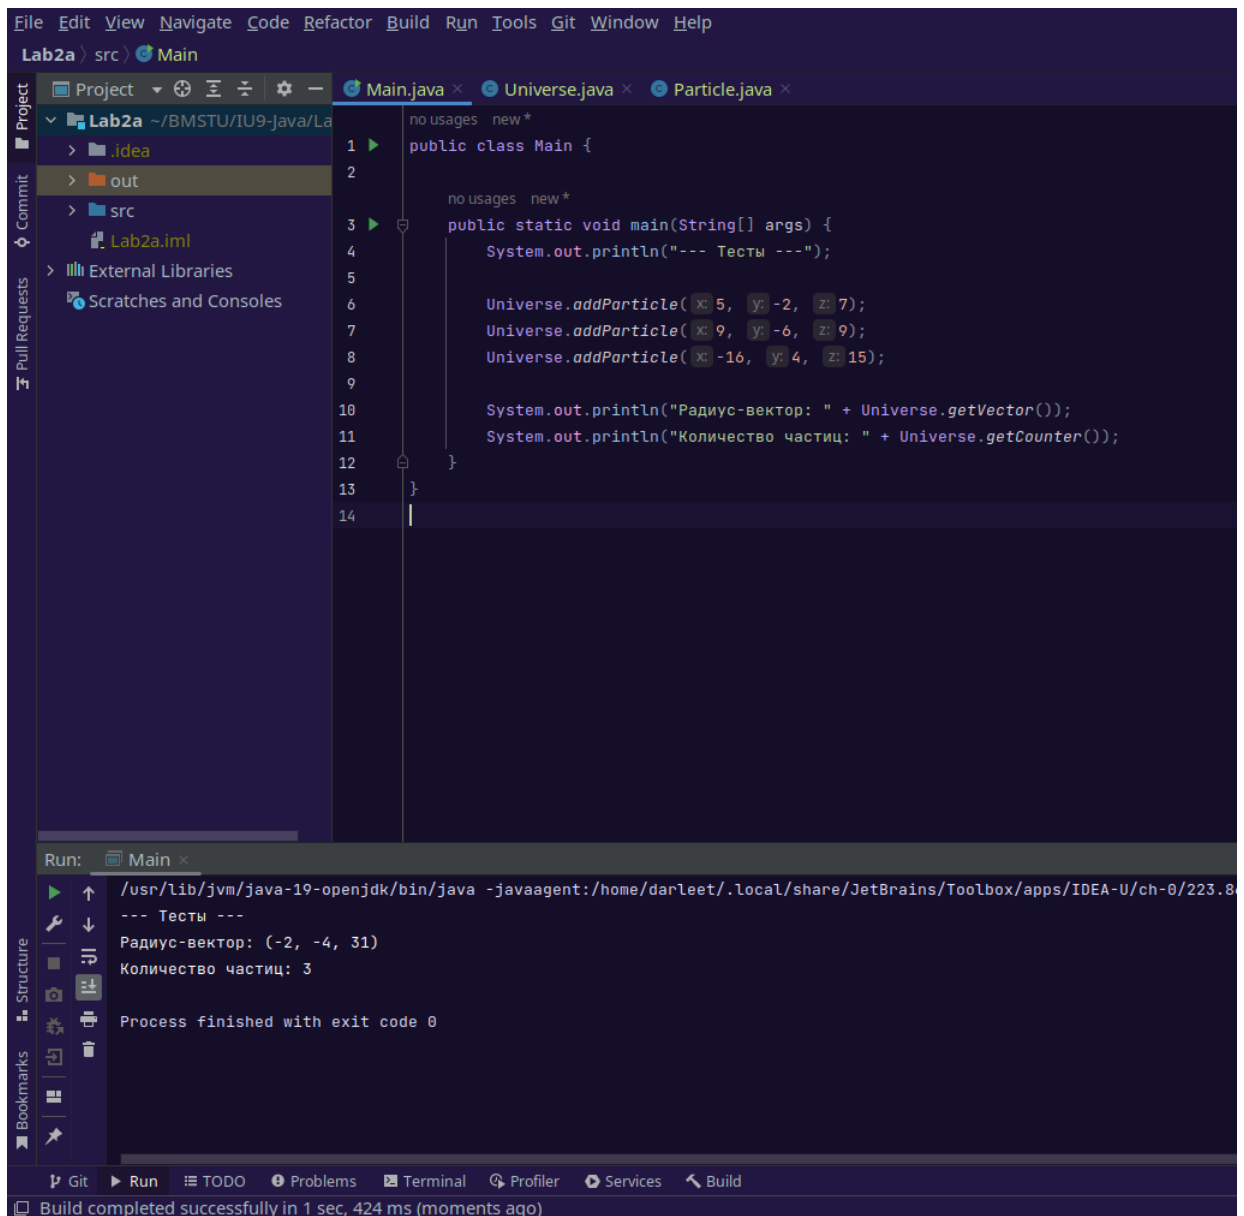 File Edit View Navigate Code Refactor Build Run Tools Git Window Help
Lab2a 〉 src 〉 Main
Project
Main.java × Universe.java × Particle.java ×
Project
Commit
Pull Requests
Lab2a ~/BMSTU/IU9-Java/La
.idea
out
src
Lab2a.iml
External Libraries
Scratches and Consoles
no usages new *
1 public class Main {
2
no usages new *
3 public static void main(String[] args) {
4 System.out.println("--- Тесты ---");
5
6 Universe.addParticle( x: 5, y: -2, z: 7);
7 Universe.addParticle( x: 9, y: -6, z: 9);
8 Universe.addParticle( x: -16, y: 4, z: 15);
9
10 System.out.println("Радиус-вектор: " + Universe.getVector());
11 System.out.println("Количество частиц: " + Universe.getCounter());
12 }
13 }
14
Run: Main ×
/usr/lib/jvm/java-19-openjdk/bin/java -javaagent:/home/darleet/.local/share/JetBrains/Toolbox/apps/IDEA-U/ch-0/223.8
--- Тесты ---
Радиус-вектор: (-2, -4, 31)
Количество частиц: 3
Process finished with exit code 0
Structure
Bookmarks
Git Run TODO Problems Terminal Profiler Services Build
Build completed successfully in 1 sec, 424 ms (moments ago)